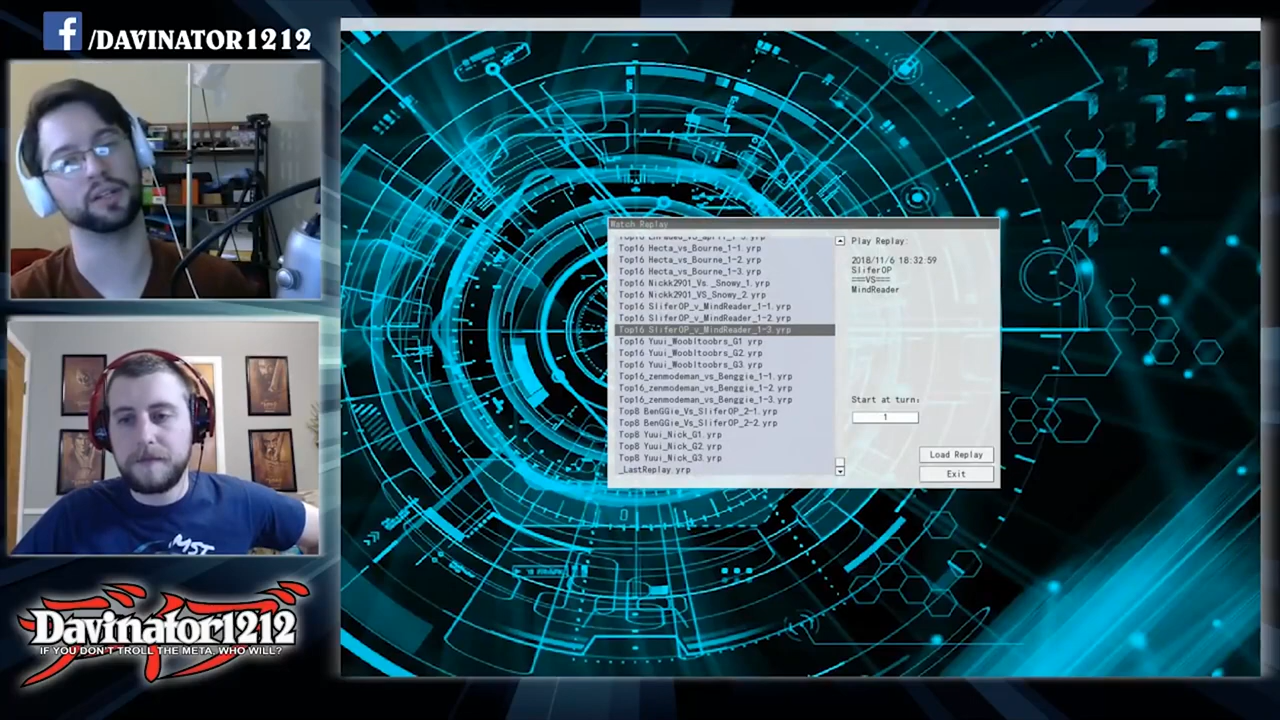 /DAVINATOR1212
Watch Replay
Top16 Hecta_vs_Bourne_1-1.yrp
Top16 Hecta_vs_Bourne_1-2.yrp
Top16 Hecta_vs_Bourne_1-3.yrp
Top16 Nickk2901_Vs._Snowy_1.yrp
Top16 Nickk2901_VS_Snowy_2.yrp
Top16 SliferOP_v_MindReader_1-1.yrp
Top16 SliferOP_v_MindReader_1-2.yrp
Top16 SliferOP_v_MindReader_1-3.yrp
Top16 Yuui_Woobltoobrs_G1.yrp
Top16 Yuui_Woobltoobrs_G2.yrp
Top16 Yuui_Woobltoobrs_G3.yrp
Top16_zenmodeman_vs_Benggie_1-1.yrp
Top16_zenmodeman_vs_Benggie_1-2.yrp
Top16_zenmodeman_vs_Benggie_1-3.yrp
Top8 BenGGie_Vs_SliferOP_2-1.yrp
Top8 BenGGie_Vs_SliferOP_2-2.yrp
Top8 Yuui_Nick_G1.yrp
Top8 Yuui_Nick_G2.yrp
Top8 Yuui_Nick_G3.yrp
_LastReplay.yrp
Play Replay:
2018/11/6 18:32:59
SliferOP
===VS===
MindReader
Start at turn:
1
Load Replay
Exit
MST
Davinator1212
IF YOU DON'T TROLL THE META, WHO WILL?